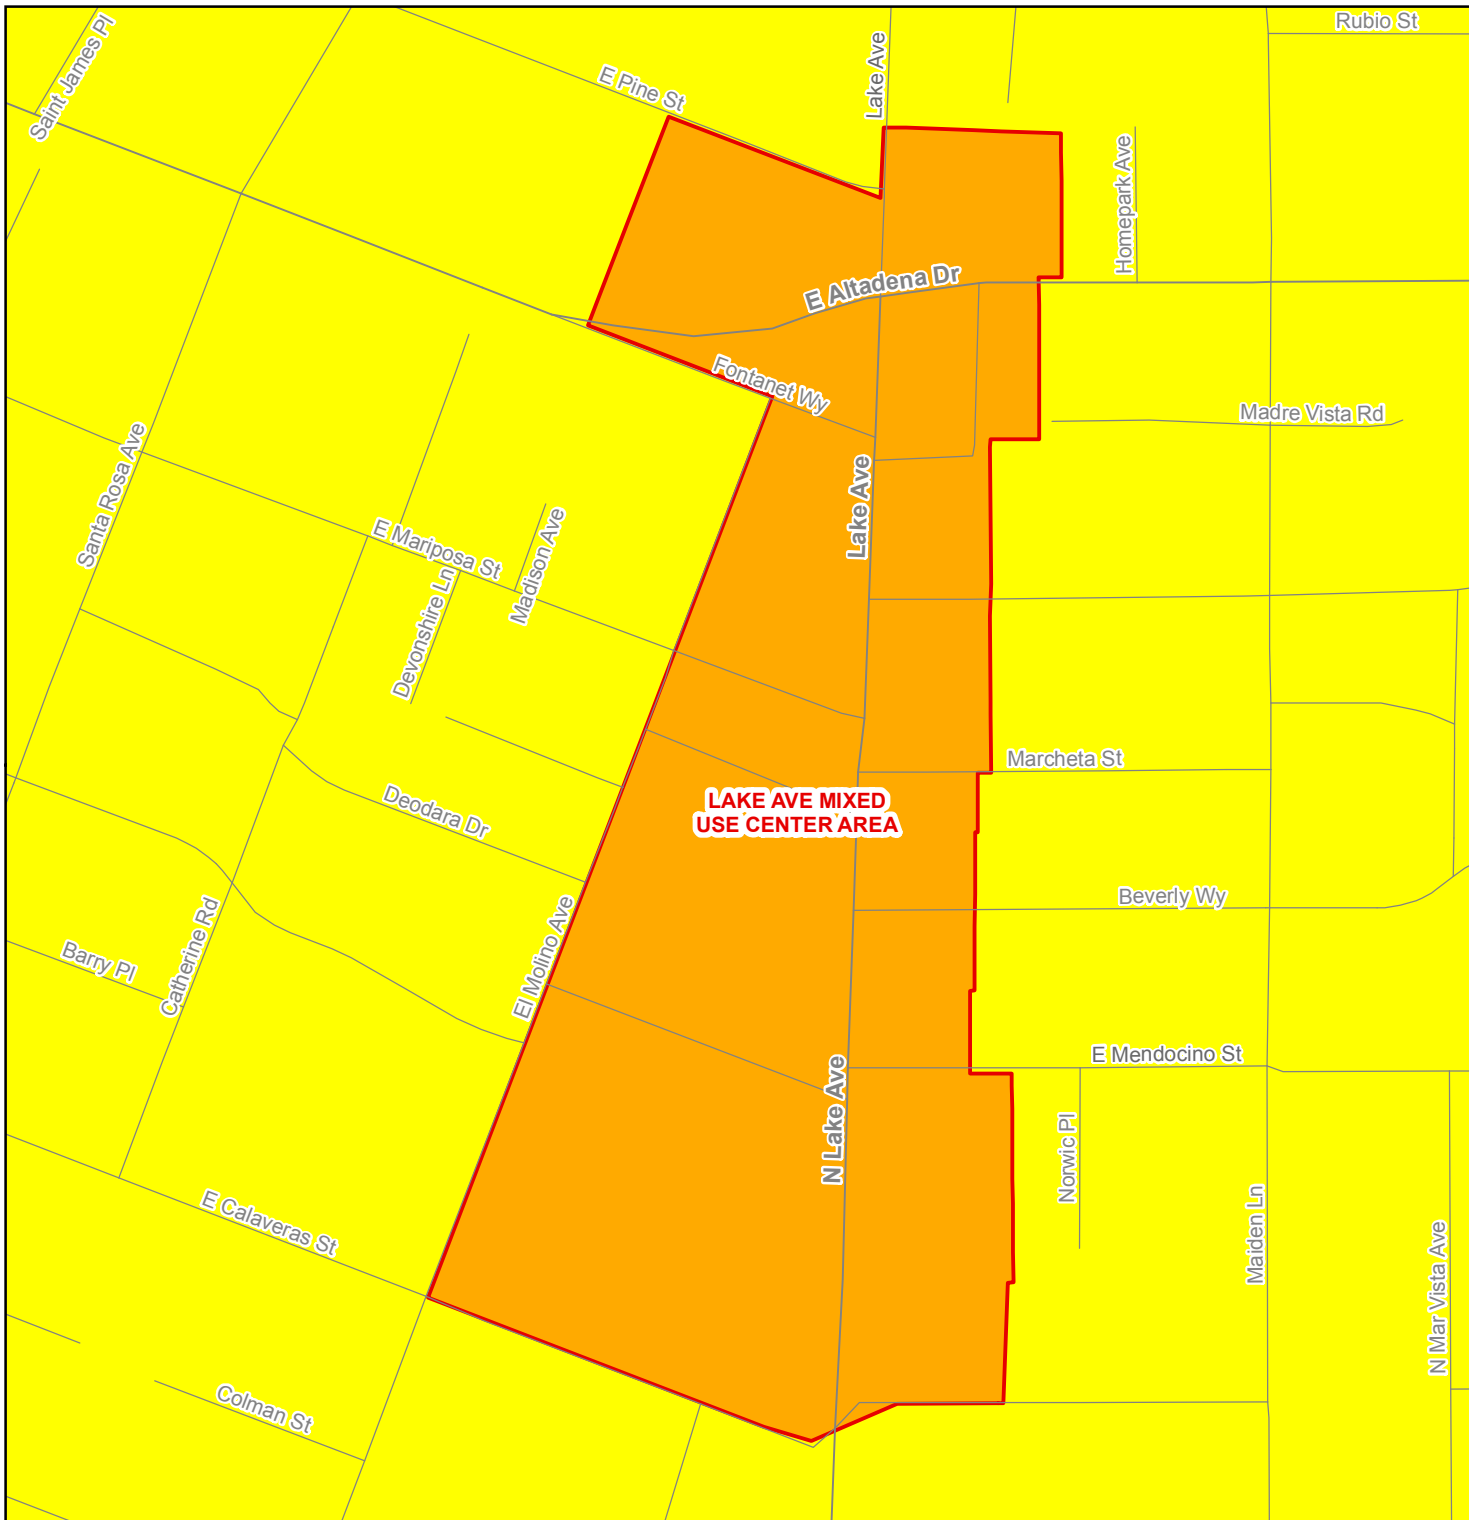 Rubio St
Saint James Pl
Lake Ave
E Pine St
Homepark Ave
E Altadena Dr
Fontanet Wy
Madre Vista Rd
Santa Rosa Ave
Lake Ave
E Mariposa St
Madison Ave
Devonshire Ln
Marcheta St
LAKE AVE MIXED
USE CENTER AREA
Deodara Dr
Beverly Wy
El Molino Ave
Catherine Rd
Barry Pl
E Mendocino St
N Lake Ave
Norwic Pl
E Calaveras St
Maiden Ln
N Mar Vista Ave
Colman St